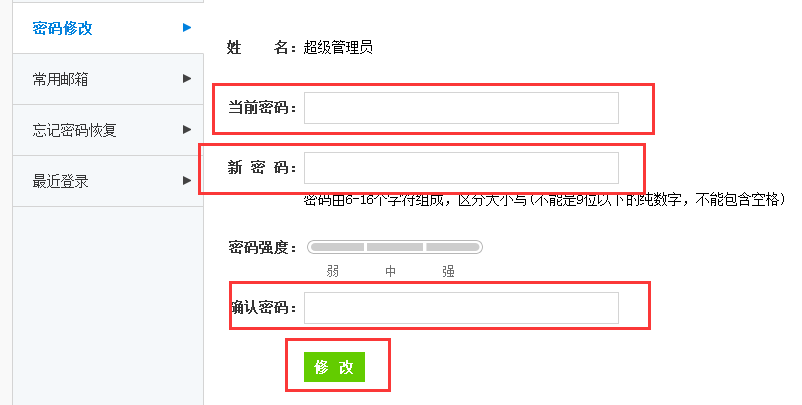 密码修改
常用邮箱
忘记密码恢复
最近登录
姓 名：超级管理员
当前密码：
新 密 码：
密码由6-16个字符组成，区分大小写(不能是9位以下的纯数字，不能包含空格)
密码强度：
弱 中 强
确认密码：
修 改